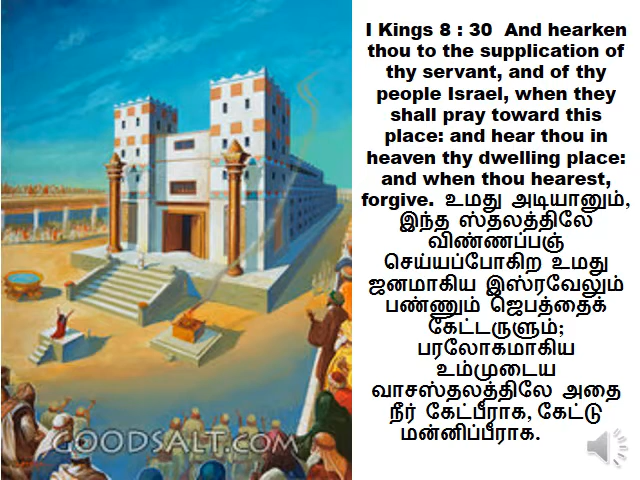 I Kings 8 : 30  And hearken
thou to the supplication of
thy servant, and of thy
people Israel, when they
shall pray toward this
place: and hear thou in
heaven thy dwelling place:
and when thou hearest,
forgive. உமது அடியானும்,
இந்த ஸ்தலத்திலே
விண்ணப்பஞ்
செய்யப்போகிற உமது
ஜனமாகிய இஸ்ரவேலும்
பண்ணும் ஜெபத்தைக்
கேட்டருளும்;
பரலோகமாகிய
உம்முடைய
வாசஸ்தலத்திலே அதை
நீர் கேட்பீராக, கேட்டு
மன்னிப்பீராக.
GOODSALT.COM